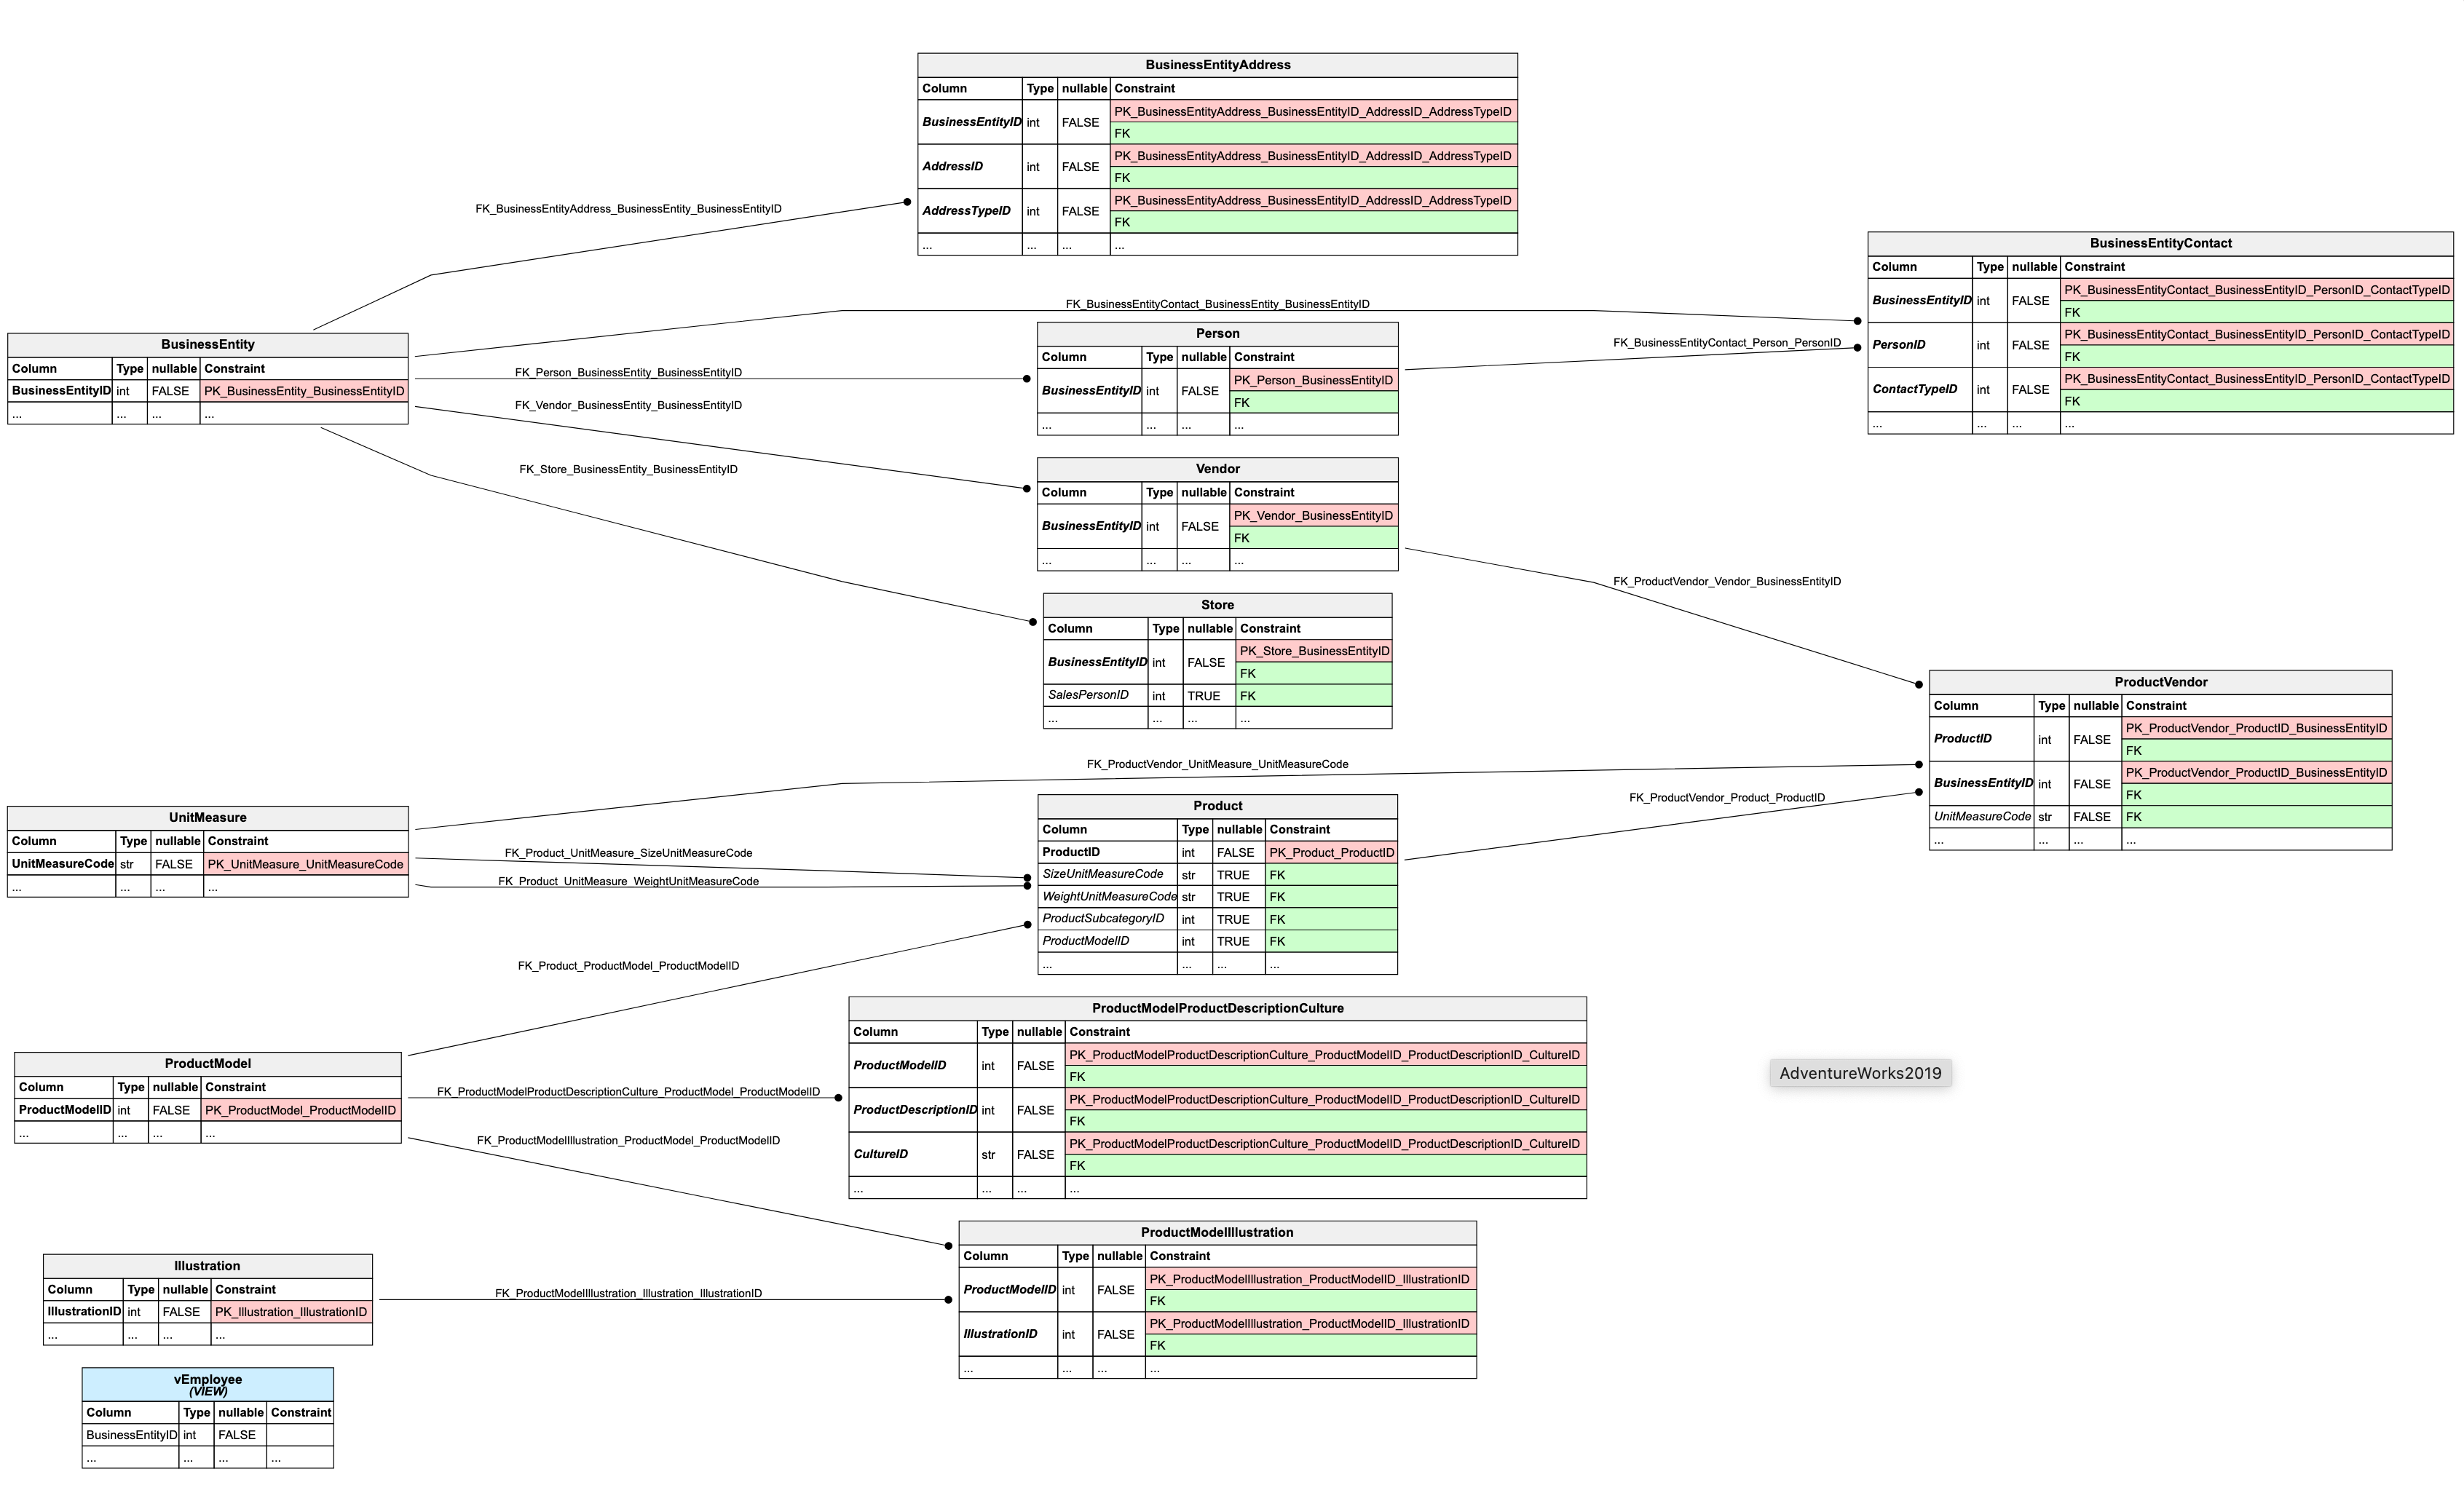 BusinessEntityAddress
Column Type nullable Constraint
BusinessEntityID int FALSE PK_BusinessEntityAddress_BusinessEntityID_AddressID_AddressTypeID
FK
AddressID int FALSE PK_BusinessEntityAddress_BusinessEntityID_AddressID_AddressTypeID
FK
AddressTypeID int FALSE PK_BusinessEntityAddress_BusinessEntityID_AddressID_AddressTypeID
FK
... ... ... ...
FK_BusinessEntityAddress_BusinessEntity_BusinessEntityID
BusinessEntityContact
Column Type nullable Constraint
BusinessEntityID int FALSE PK_BusinessEntityContact_BusinessEntityID_PersonID_ContactTypeID
FK
PersonID int FALSE PK_BusinessEntityContact_BusinessEntityID_PersonID_ContactTypeID
FK
ContactTypeID int FALSE PK_BusinessEntityContact_BusinessEntityID_PersonID_ContactTypeID
FK
... ... ... ...
FK_BusinessEntityContact_BusinessEntity_BusinessEntityID
FK_BusinessEntityContact_Person_PersonID
BusinessEntity
Column Type nullable Constraint
BusinessEntityID int FALSE PK_BusinessEntity_BusinessEntityID
... ... ... ...
FK_Person_BusinessEntity_BusinessEntityID
FK_Vendor_BusinessEntity_BusinessEntityID
FK_Store_BusinessEntity_BusinessEntityID
Person
Column Type nullable Constraint
BusinessEntityID int FALSE PK_Person_BusinessEntityID
FK
... ... ... ...
Vendor
Column Type nullable Constraint
BusinessEntityID int FALSE PK_Vendor_BusinessEntityID
FK
... ... ... ...
FK_ProductVendor_Vendor_BusinessEntityID
Store
Column Type nullable Constraint
BusinessEntityID int FALSE PK_Store_BusinessEntityID
FK
SalesPersonID int TRUE FK
... ... ... ...
ProductVendor
Column Type nullable Constraint
ProductID int FALSE PK_ProductVendor_ProductID_BusinessEntityID
FK
BusinessEntityID int FALSE PK_ProductVendor_ProductID_BusinessEntityID
FK
UnitMeasureCode str FALSE FK
... ... ... ...
FK_ProductVendor_UnitMeasure_UnitMeasureCode
FK_ProductVendor_Product_ProductID
UnitMeasure
Column Type nullable Constraint
UnitMeasureCode str FALSE PK_UnitMeasure_UnitMeasureCode
... ... ... ...
FK_Product_UnitMeasure_SizeUnitMeasureCode
FK_Product_UnitMeasure_WeightUnitMeasureCode
Product
Column Type nullable Constraint
ProductID int FALSE PK_Product_ProductID
SizeUnitMeasureCode str TRUE FK
WeightUnitMeasureCode str TRUE FK
ProductSubcategoryID int TRUE FK
ProductModelID int TRUE FK
... ... ... ...
FK_Product_ProductModel_ProductModelID
ProductModel
Column Type nullable Constraint
ProductModelID int FALSE PK_ProductModel_ProductModelID
... ... ... ...
FK_ProductModelProductDescriptionCulture_ProductModel_ProductModelID
FK_ProductModelIllustration_ProductModel_ProductModelID
ProductModelProductDescriptionCulture
Column Type nullable Constraint
ProductModelID int FALSE PK_ProductModelProductDescriptionCulture_ProductModelID_ProductDescriptionID_CultureID
FK
ProductDescriptionID int FALSE PK_ProductModelProductDescriptionCulture_ProductModelID_ProductDescriptionID_CultureID
FK
CultureID str FALSE PK_ProductModelProductDescriptionCulture_ProductModelID_ProductDescriptionID_CultureID
FK
... ... ... ...
AdventureWorks2019
Illustration
Column Type nullable Constraint
IllustrationID int FALSE PK_Illustration_IllustrationID
... ... ... ...
FK_ProductModelIllustration_Illustration_IllustrationID
ProductModelIllustration
Column Type nullable Constraint
ProductModelID int FALSE PK_ProductModelIllustration_ProductModelID_IllustrationID
FK
IllustrationID int FALSE PK_ProductModelIllustration_ProductModelID_IllustrationID
FK
... ... ... ...
vEmployee
(VIEW)
Column Type nullable Constraint
BusinessEntityID int FALSE
... ... ... ...